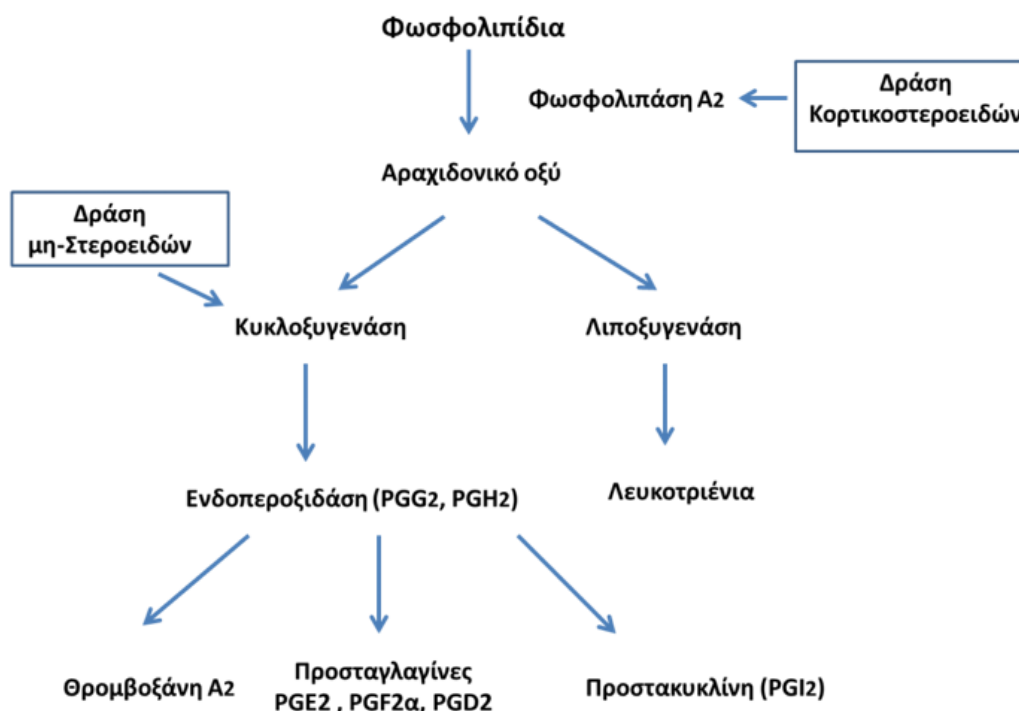 Φωσφολιπίδια
Φωσφολιπάση Α2
Δράση
Κορτικοστεροειδών
Αραχιδονικό οξύ
Δράση
μη-Στεροειδών
Κυκλοξυγενάση
Λιποξυγενάση
Ενδοπεροξιδάση (PGG2, PGH2)
Λευκοτριένια
Θρομβοξάνη Α2
Προσταγλαγίνες
PGE2 , PGF2α, PGD2
Προστακυκλίνη (PGI2)